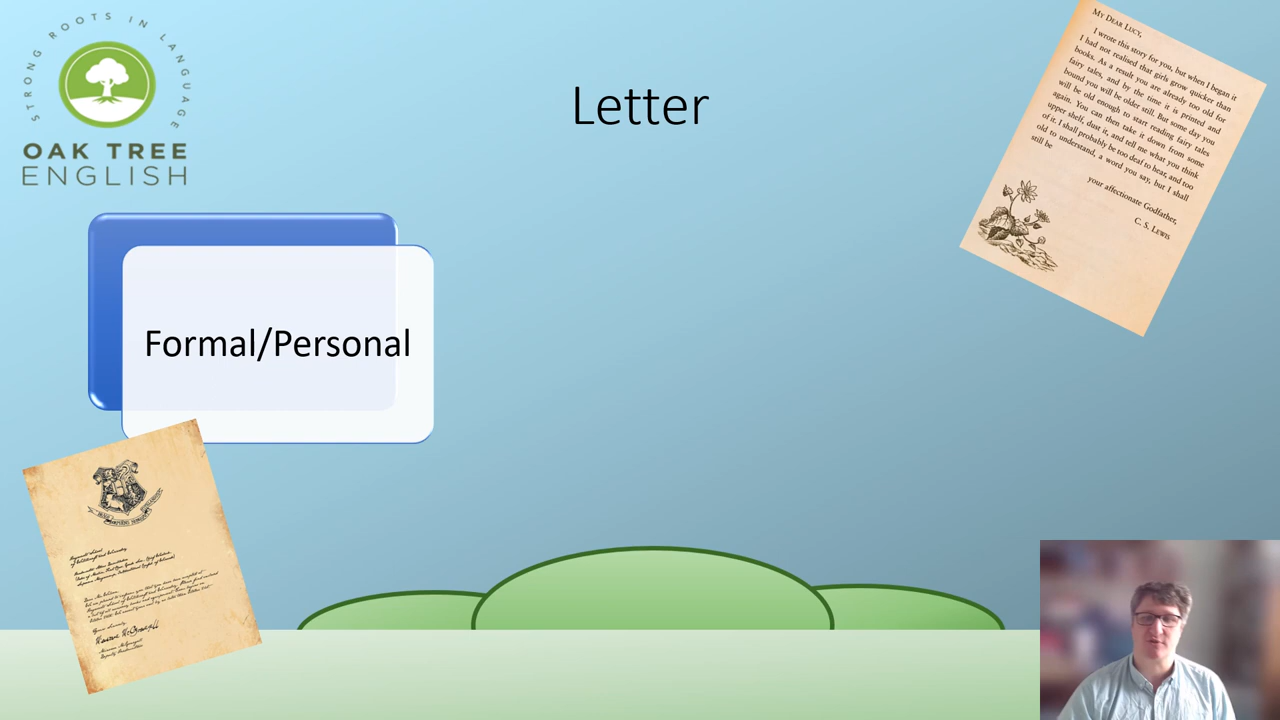 STRONG ROOTS IN LANGUAGE
OAK TREE
ENGLISH
Letter
MY DEAR LUCY,
I wrote this story for you, but when I began it
I had not realised that girls grow quicker than
books. As a result you are already too old for
fairy tales, and by the time it is printed and
bound you will be older still. But some day you
will be old enough to start reading fairy tales
again. You can then take it down from some
upper shelf, dust it, and tell me what you think
of it. I shall probably be too deaf to hear, and too
old to understand, a word you say, but I shall
still be
your affectionate Godfather,
C. S. LEWIS
Formal/Personal